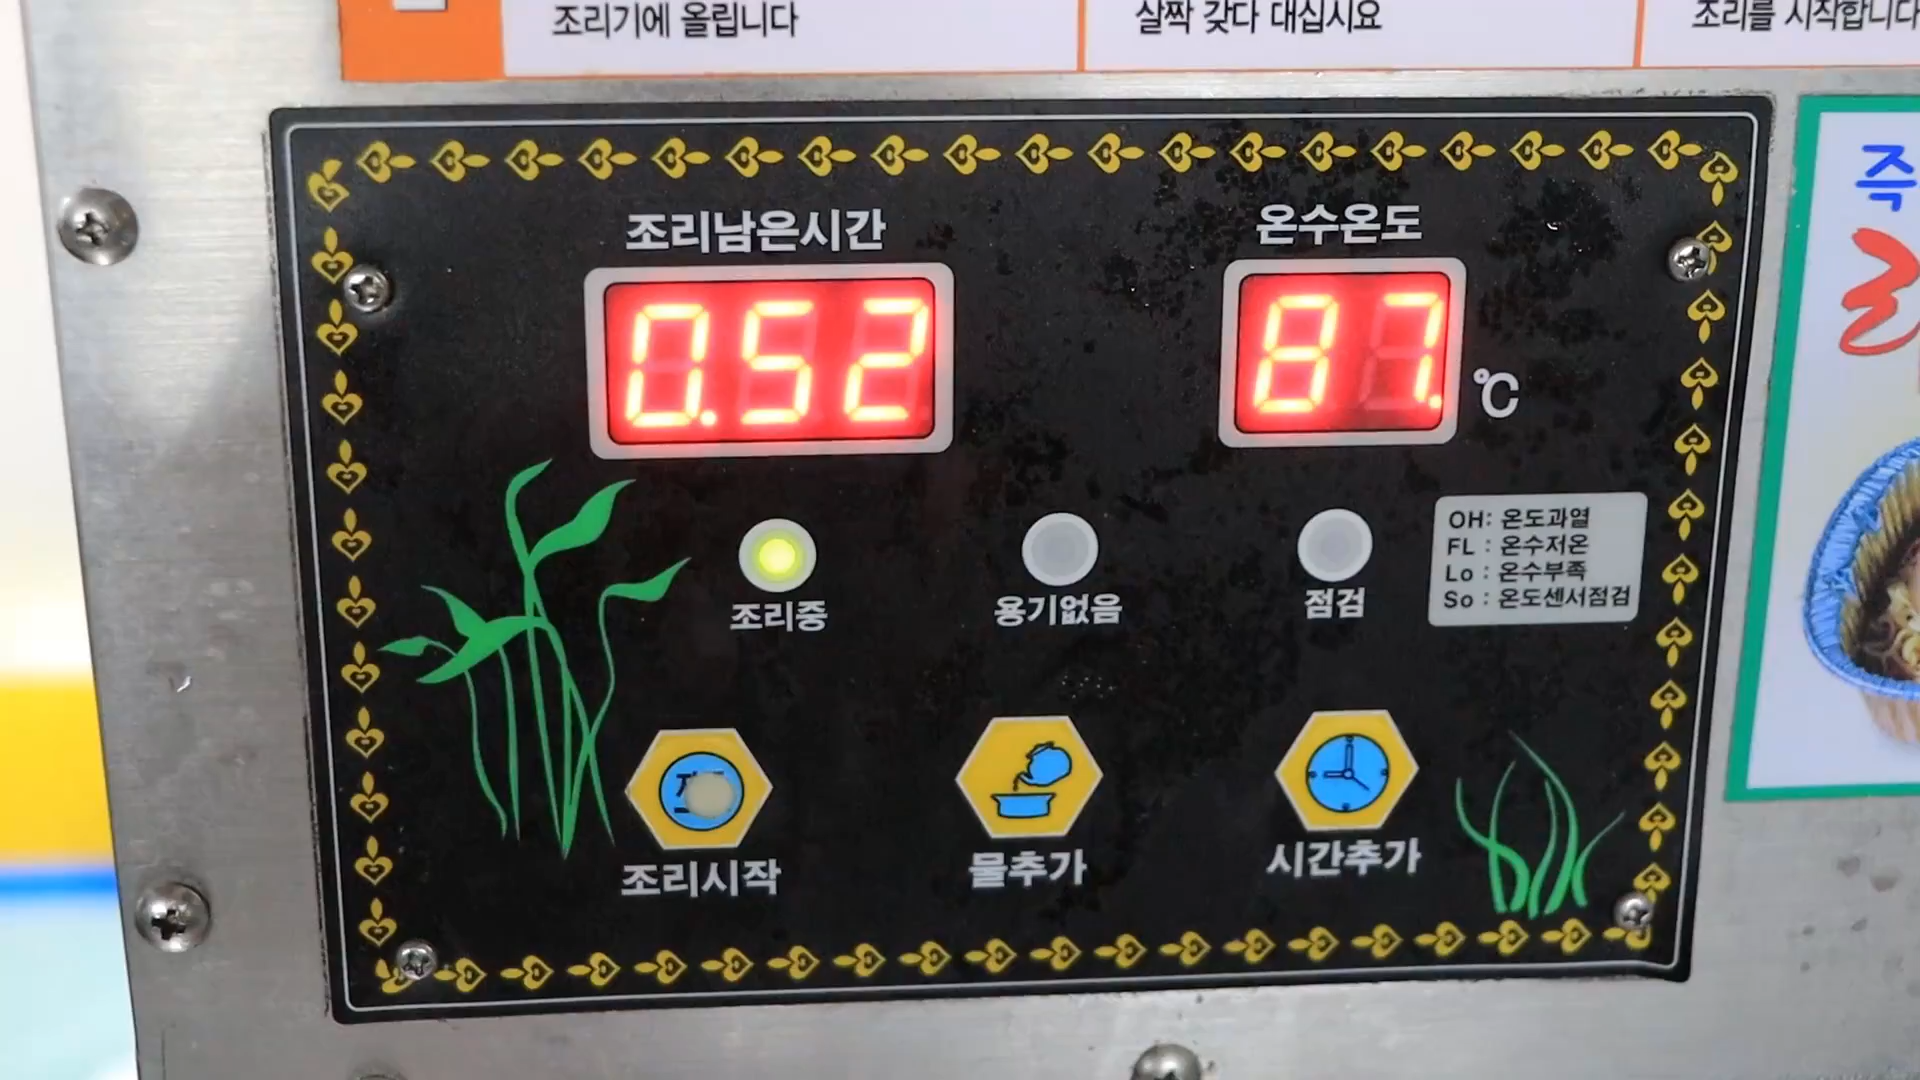 조리기에 올립니다
살짝 갖다 대십시요
조리를 시작합니다
조리남은시간
온수온도
0.52
87.
℃
OH: 온도과열
FL : 온수저온
Lo : 온수부족
So : 온도센서점검
조리중
용기없음
점검
조리시작
물추가
시간추가
즉